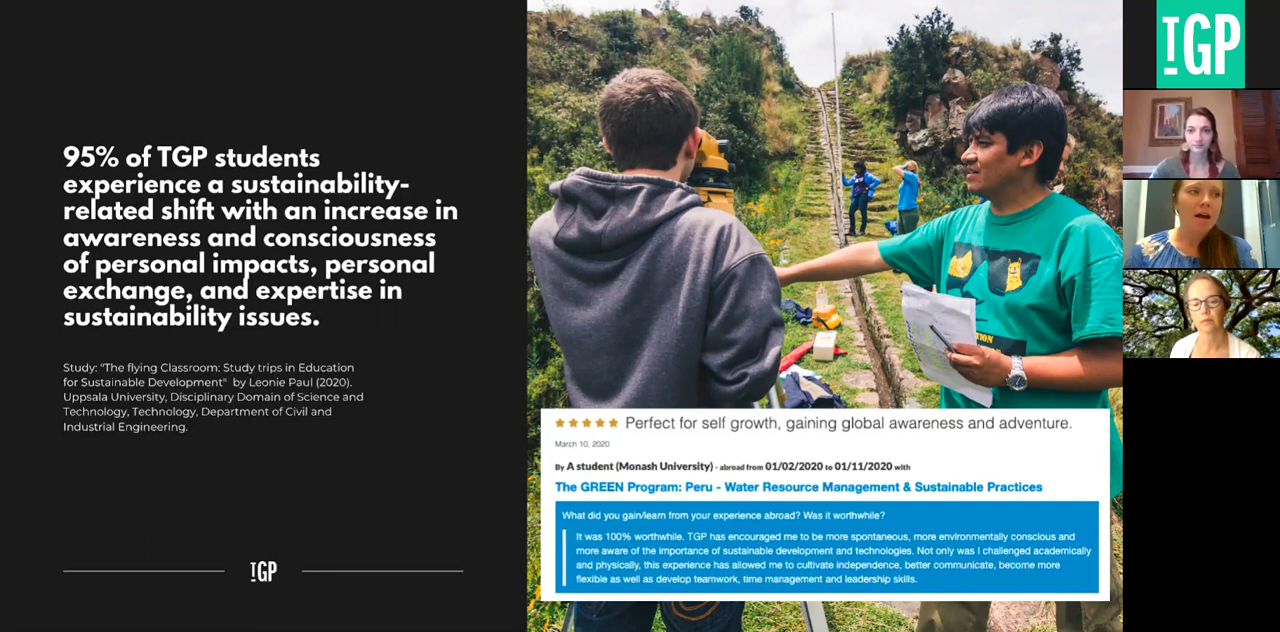 95% of TGP students
experience a sustainability-
related shift with an increase in
awareness and consciousness
of personal impacts, personal
exchange, and expertise in
sustainability issues.
Study: "The flying Classroom: Study trips in Education
for Sustainable Development" by Leonie Paul (2020).
Uppsala University, Disciplinary Domain of Science and
Technology, Technology, Department of Civil and
Industrial Engineering.
TGP
Perfect for self growth, gaining global awareness and adventure.
March 10, 2020
By A student (Monash University) - abroad from 01/02/2020 to 01/11/2020 with
The GREEN Program: Peru - Water Resource Management & Sustainable Practices
What did you gain/learn from your experience abroad? Was it worthwhile?
It was 100% worthwhile. TGP has encouraged me to be more spontaneous, more environmentally conscious and
more aware of the importance of sustainable development and technologies. Not only was I challenged academically
and physically, this experience has allowed me to cultivate independence, better communicate, become more
flexible as well as develop teamwork, time management and leadership skills.
TGP